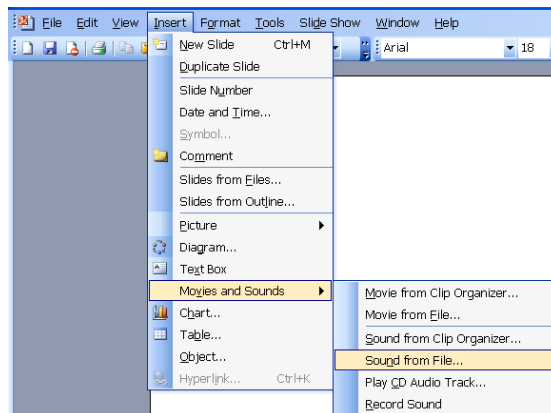 File Edit View Insert Format Tools Slide Show Window Help
Arial 18
New Slide Ctrl+M
Duplicate Slide
Slide Number
Date and Time...
Symbol...
Comment
Slides from Files...
Slides from Outline...
Picture
Diagram...
Text Box
Movies and Sounds
Chart...
Table...
Object...
Hyperlink... Ctrl+K
Movie from Clip Organizer...
Movie from File...
Sound from Clip Organizer...
Sound from File...
Play CD Audio Track...
Record Sound